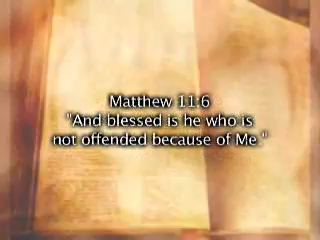 Matthew 11:6
"And blessed is he who is
not offended because of Me."